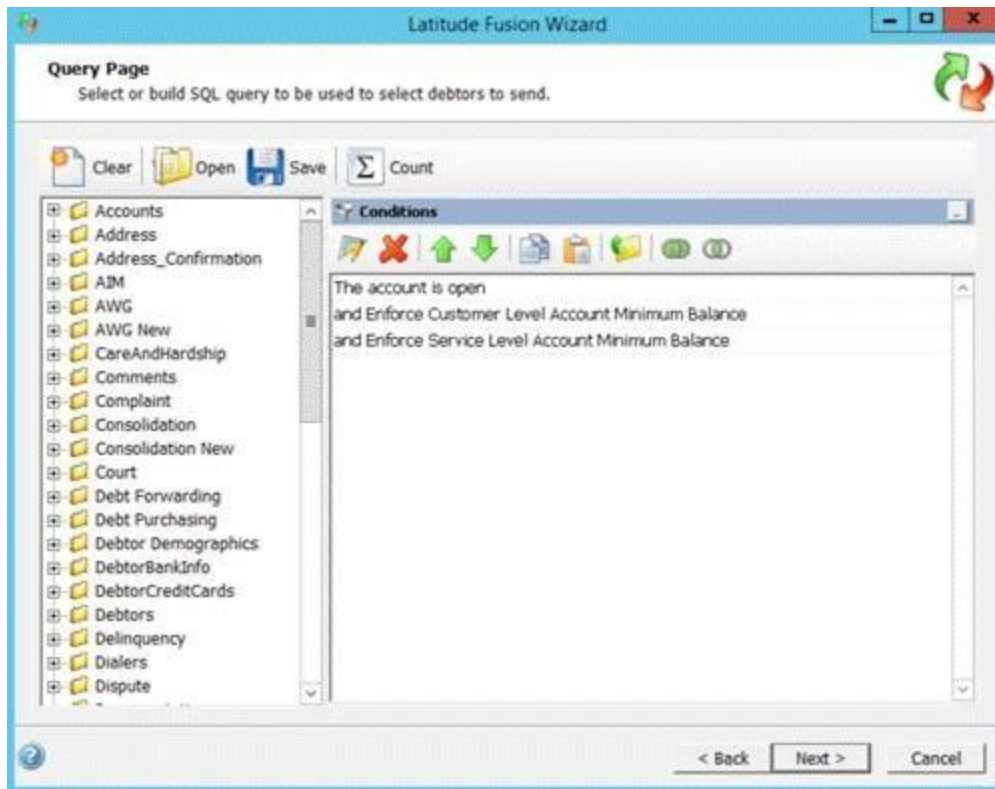 Latitude Fusion Wizard
Query Page
Select or build SQL query to be used to select debtors to send.
Clear Open Save Count
Accounts
Address
Address_Confirmation
AIM
AWG
AWG New
CareAndHardship
Comments
Complaint
Consolidation
Consolidation New
Court
Debt Forwarding
Debt Purchasing
Debtor Demographics
DebtorBankInfo
DebtorCreditCards
Debtors
Delinquency
Dialers
Dispute
Conditions
The account is open
and Enforce Customer Level Account Minimum Balance
and Enforce Service Level Account Minimum Balance
< Back Next > Cancel